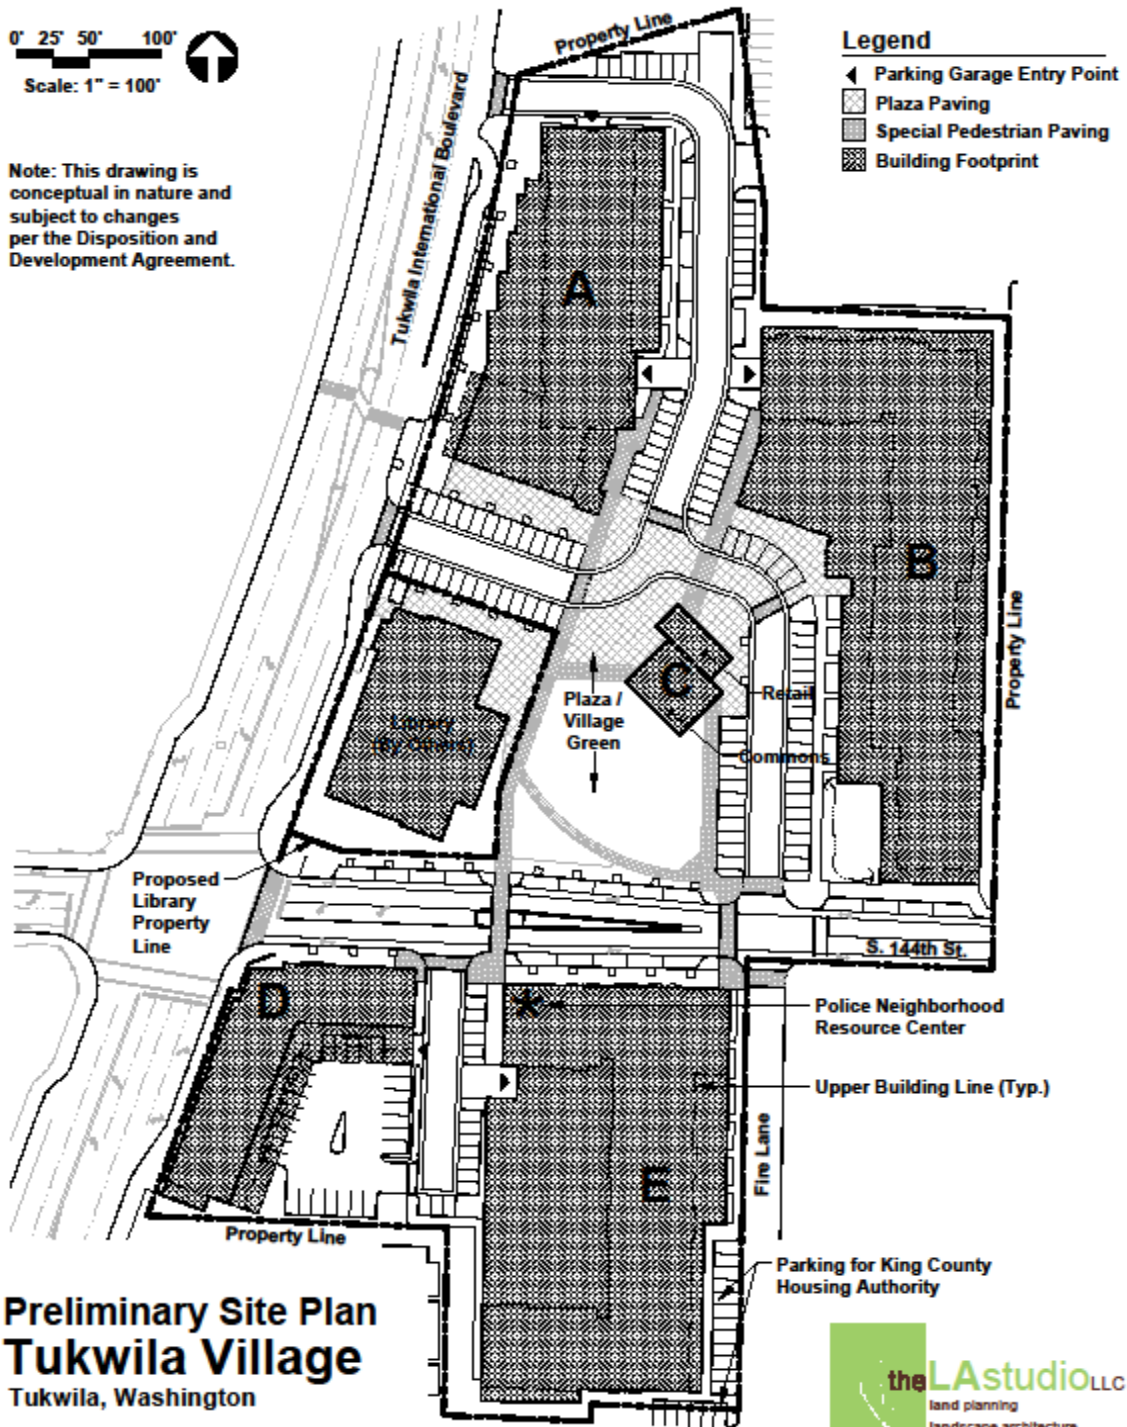 0' 25' 50' 100'
Scale: 1" = 100'
Note: This drawing is
conceptual in nature and
subject to changes
per the Disposition and
Development Agreement.
Property Line
Legend
Parking Garage Entry Point
Plaza Paving
Special Pedestrian Paving
Building Footprint
Tukwila International Boulevard
A
B
Property Line
C
Retail
Plaza /
Village
Green
Commons
Library
(By Others)
Proposed
Library
Property
Line
S. 144th St.
D
Police Neighborhood
Resource Center
Upper Building Line (Typ.)
Fire Lane
E
Property Line
Parking for King County
Housing Authority
Preliminary Site Plan
Tukwila Village
Tukwila, Washington
theLAstudioLLC
land planning
landscape architecture